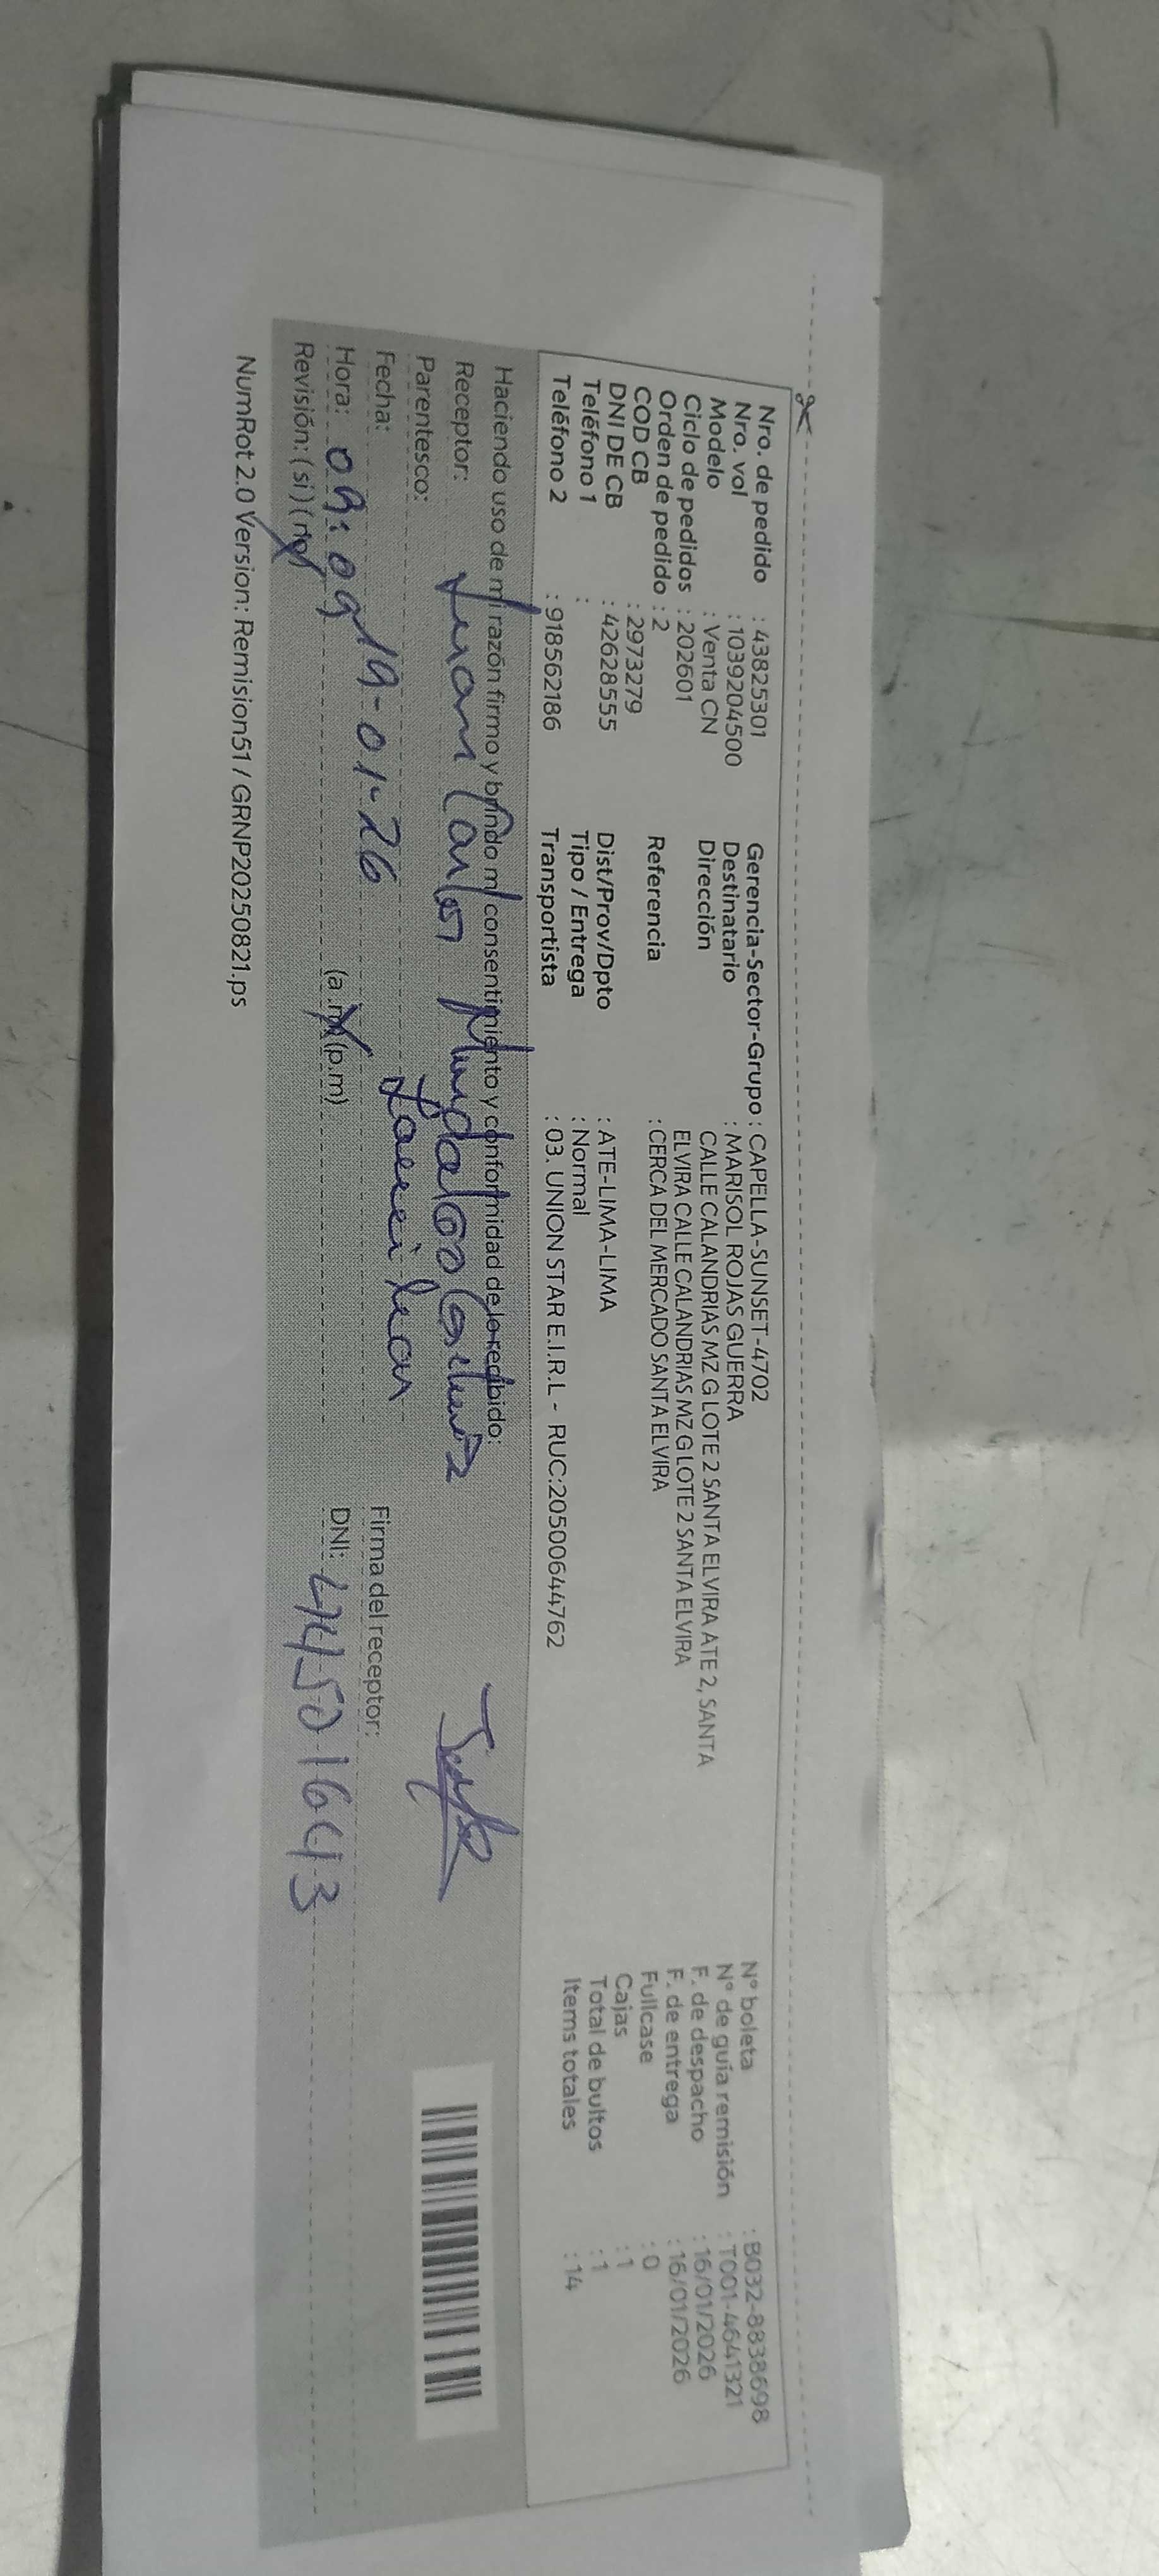 Nro. de pedido : 43825301
Nro. vol : 1039204500
Modelo : Venta CN
Ciclo de pedidos : 202601
Orden de pedido : 2
COD CB : 2973279
DNI DE CB : 42628555
Teléfono 1 :
Teléfono 2 : 918562186
Gerencia-Sector-Grupo : CAPELLA-SUNSET-4702
Destinatario : MARISOL ROJAS GUERRA
Dirección CALLE CALANDRIAS MZ G LOTE 2 SANTA ELVIRA ATE 2, SANTA
ELVIRA CALLE CALANDRIAS MZ G LOTE 2 SANTA ELVIRA
Referencia : CERCA DEL MERCADO SANTA ELVIRA
Dist/Prov/Dpto : ATE-LIMA-LIMA
Tipo / Entrega : Normal
Transportista : 03. UNION STAR E.I.R.L - RUC:20500644762
Nº boleta : B032-8838698
Nº de guía remisión : T001-4641321
F. de despacho : 16/01/2026
F. de entrega : 16/01/2026
Fullcase : 0
Cajas : 1
Total de bultos : 1
Items totales : 14
Haciendo uso de mi razón firmo y brindo mi consentimiento y conformidad de lo recibido:
Receptor: Juan Carlos
Parentesco:
Fecha: 19-01-26
Hora: 09:09 (a.m) (p.m)
Revisión: (si) (no)
Firma del receptor:
DNI:
NumRot 2.0 Version: Remision51 / GRNP20250821.ps